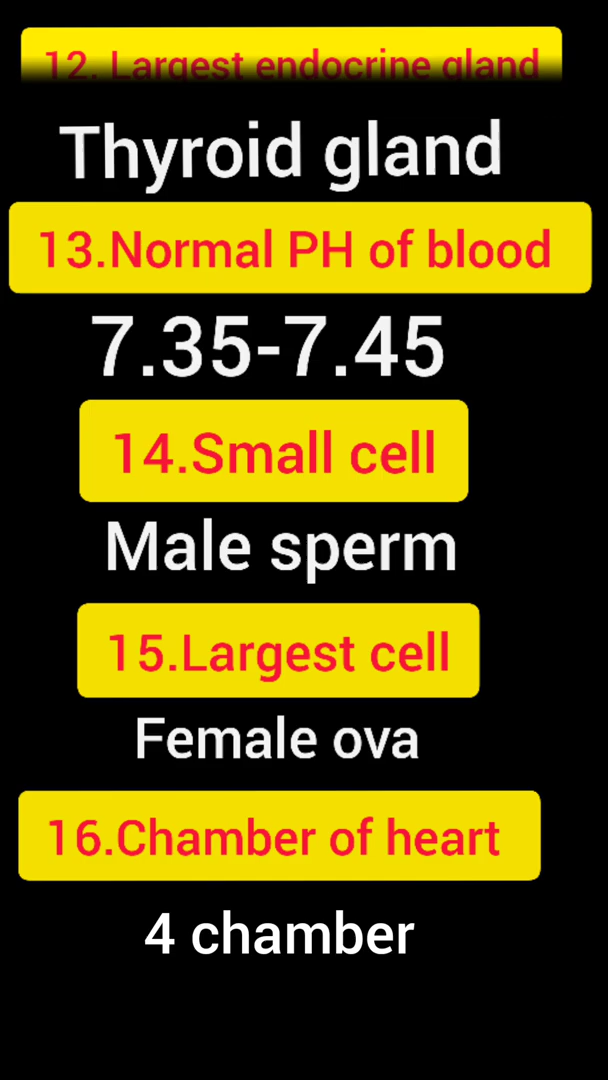 12. Largest endocrine gland
Thyroid gland
13.Normal PH of blood
7.35-7.45
14.Small cell
Male sperm
15.Largest cell
Female ova
16.Chamber of heart
4 chamber